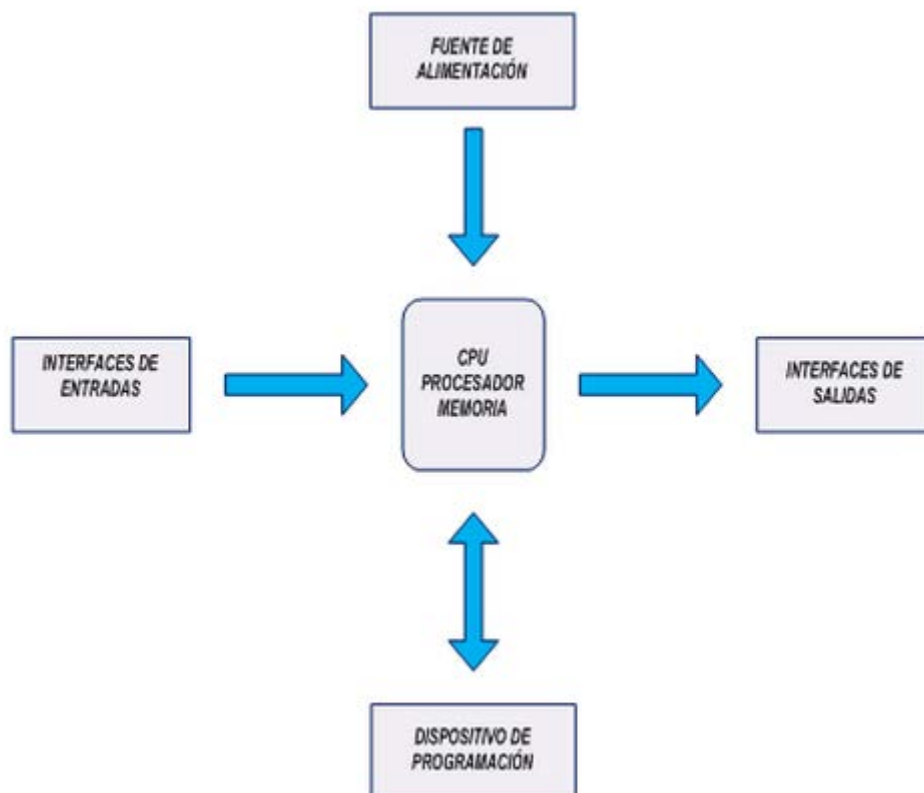 FUENTE DE
ALIMENTACIÓN
INTERFACES DE
ENTRADAS
CPU
PROCESADOR
MEMORIA
INTERFACES DE
SALIDAS
DISPOSITIVO DE
PROGRAMACIÓN